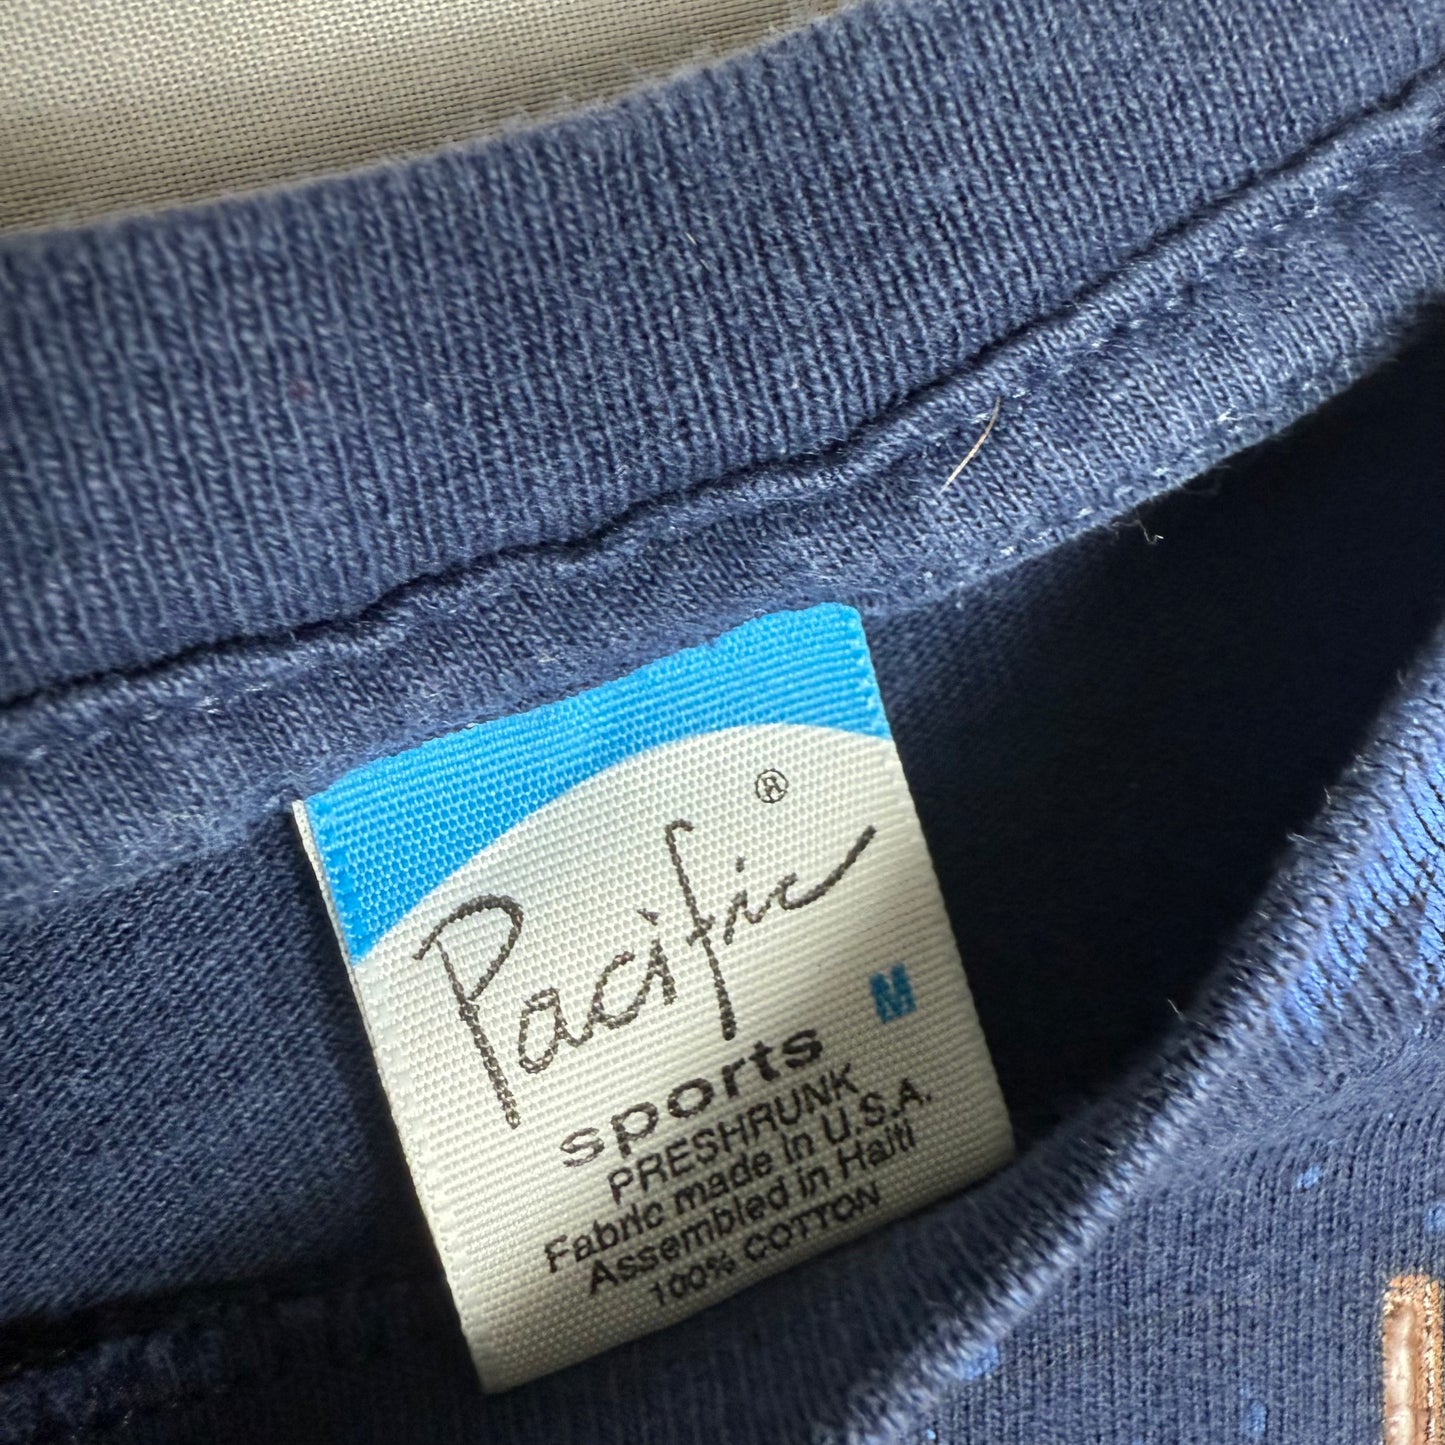 Pacific ®
M
sports
PRESHRUNK
Fabric made in U.S.A.
Assembled in Haiti
100% COTTON